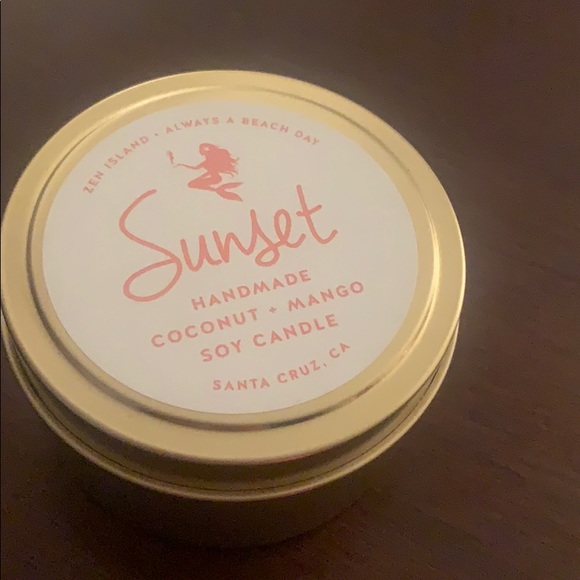 ZEN ISLAND • ALWAYS A BEACH DAY
Sunset
HANDMADE
COCONUT + MANGO
SOY CANDLE
SANTA CRUZ, CA